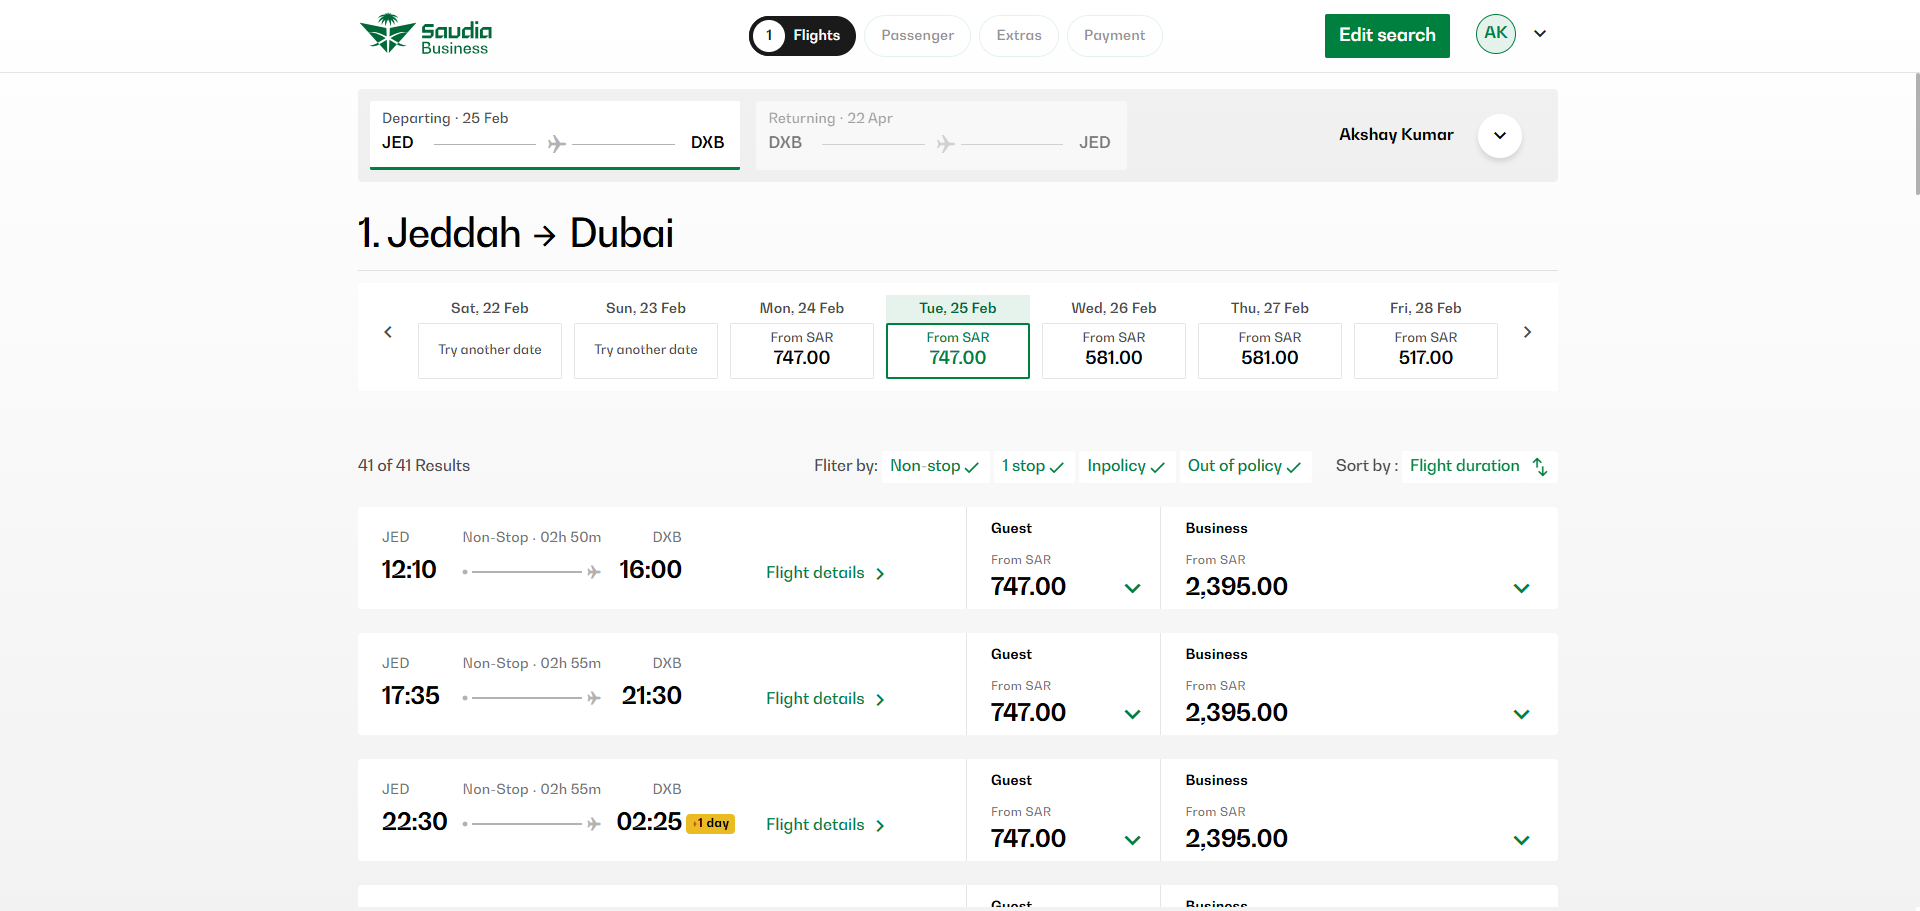 Saudia
Business
1 Flights
Passenger
Extras
Payment
Edit search
AK
Departing · 25 Feb
JED DXB
Returning · 22 Apr
DXB JED
Akshay Kumar
1. Jeddah → Dubai
Sat, 22 Feb
Try another date
Sun, 23 Feb
Try another date
Mon, 24 Feb
From SAR
747.00
Tue, 25 Feb
From SAR
747.00
Wed, 26 Feb
From SAR
581.00
Thu, 27 Feb
From SAR
581.00
Fri, 28 Feb
From SAR
517.00
41 of 41 Results
Fliter by: Non-stop 1 stop Inpolicy Out of policy
Sort by : Flight duration
JED Non-Stop · 02h 50m DXB
12:10 16:00
Flight details
Guest
From SAR
747.00
Business
From SAR
2,395.00
JED Non-Stop · 02h 55m DXB
17:35 21:30
Flight details
Guest
From SAR
747.00
Business
From SAR
2,395.00
JED Non-Stop · 02h 55m DXB
22:30 02:25 +1 day
Flight details
Guest
From SAR
747.00
Business
From SAR
2,395.00
Guest
Business